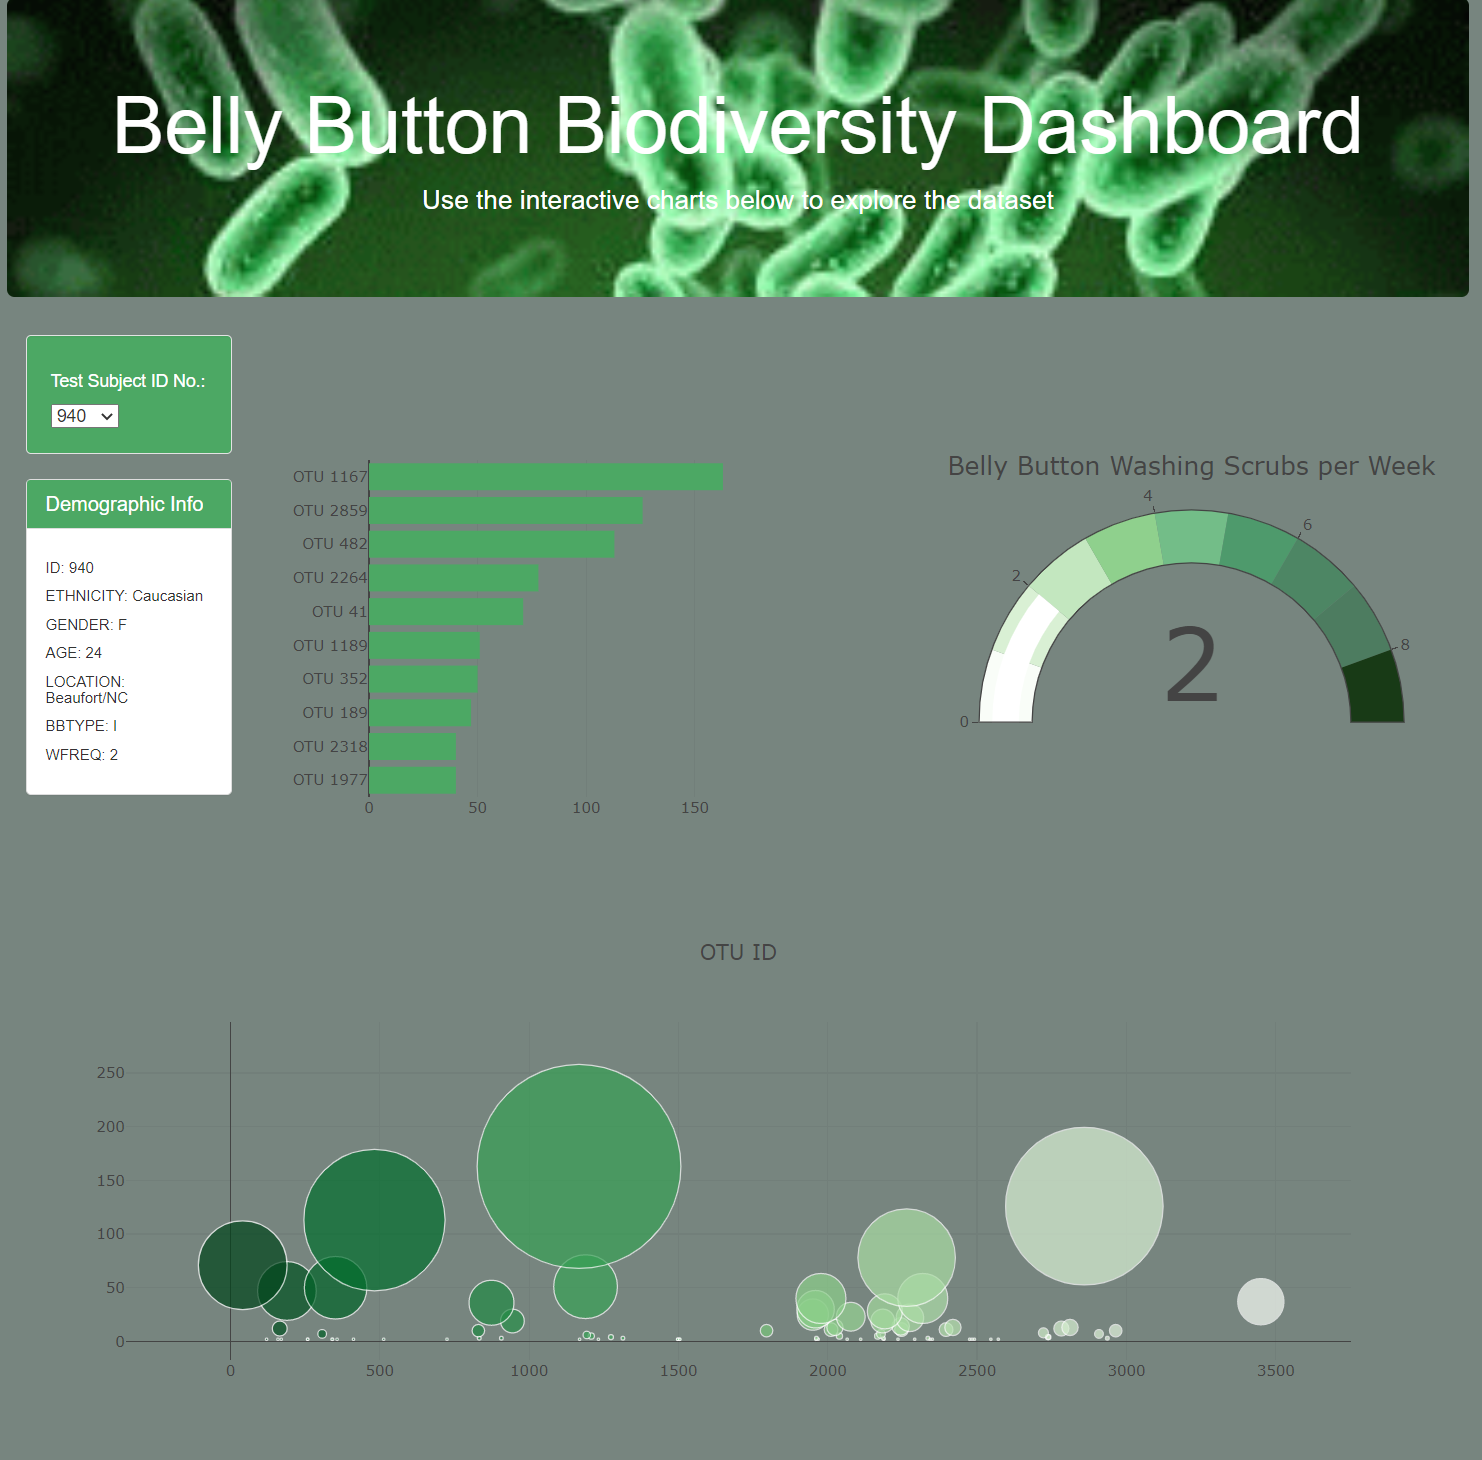 Belly Button Biodiversity Dashboard
Use the interactive charts below to explore the dataset
Test Subject ID No.:
940
Demographic Info
ID: 940
ETHNICITY: Caucasian
GENDER: F
AGE: 24
LOCATION:
Beaufort/NC
BBTYPE: I
WFREQ: 2
OTU 1167
OTU 2859
OTU 482
OTU 2264
OTU 41
OTU 1189
OTU 352
OTU 189
OTU 2318
OTU 1977
0 50 100 150
Belly Button Washing Scrubs per Week
0
2
4
6
8
2
OTU ID
250
200
150
100
50
0
0 500 1000 1500 2000 2500 3000 3500